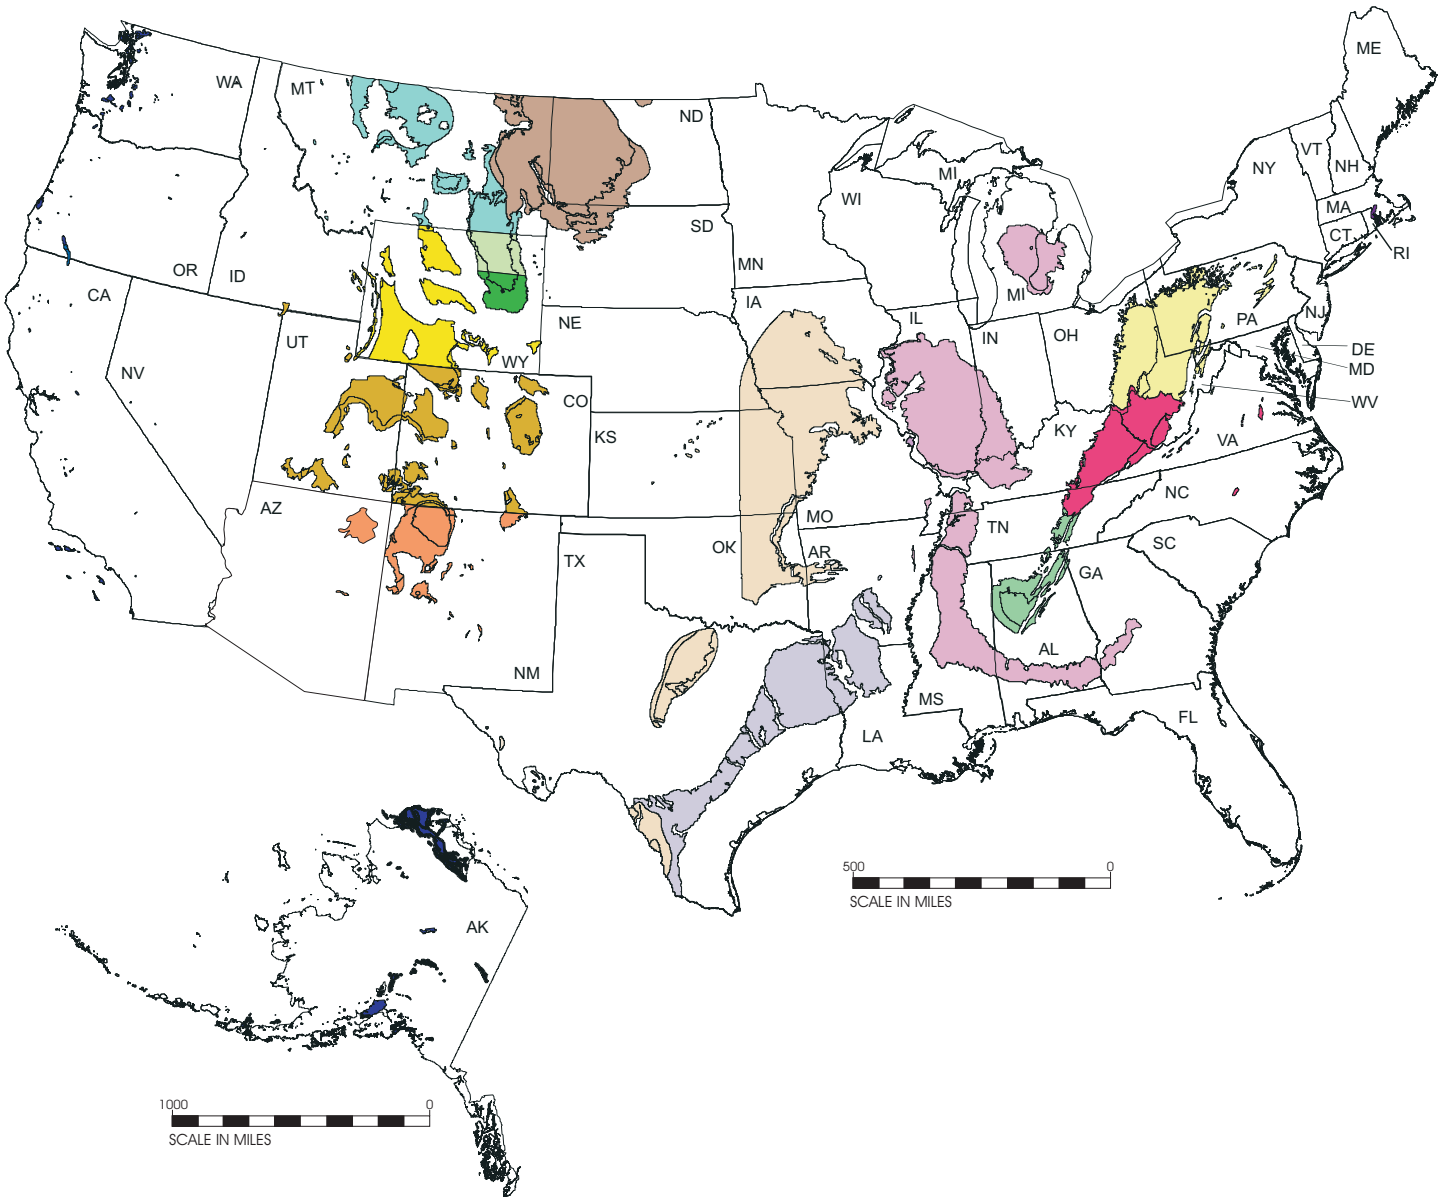 ME
WA
MT
ND
VT
NY
NH
MI
WI
MA
SD
CT
RI
MN
OR
ID
CA
MI
IA
IL
NJ
PA
NE
IN
OH
UT
DE
WY
MD
NV
CO
WV
KS
KY
VA
NC
AZ
MO
TN
OK
AR
SC
TX
GA
AL
NM
MS
FL
LA
500 0
SCALE IN MILES
AK
1000 0
SCALE IN MILES